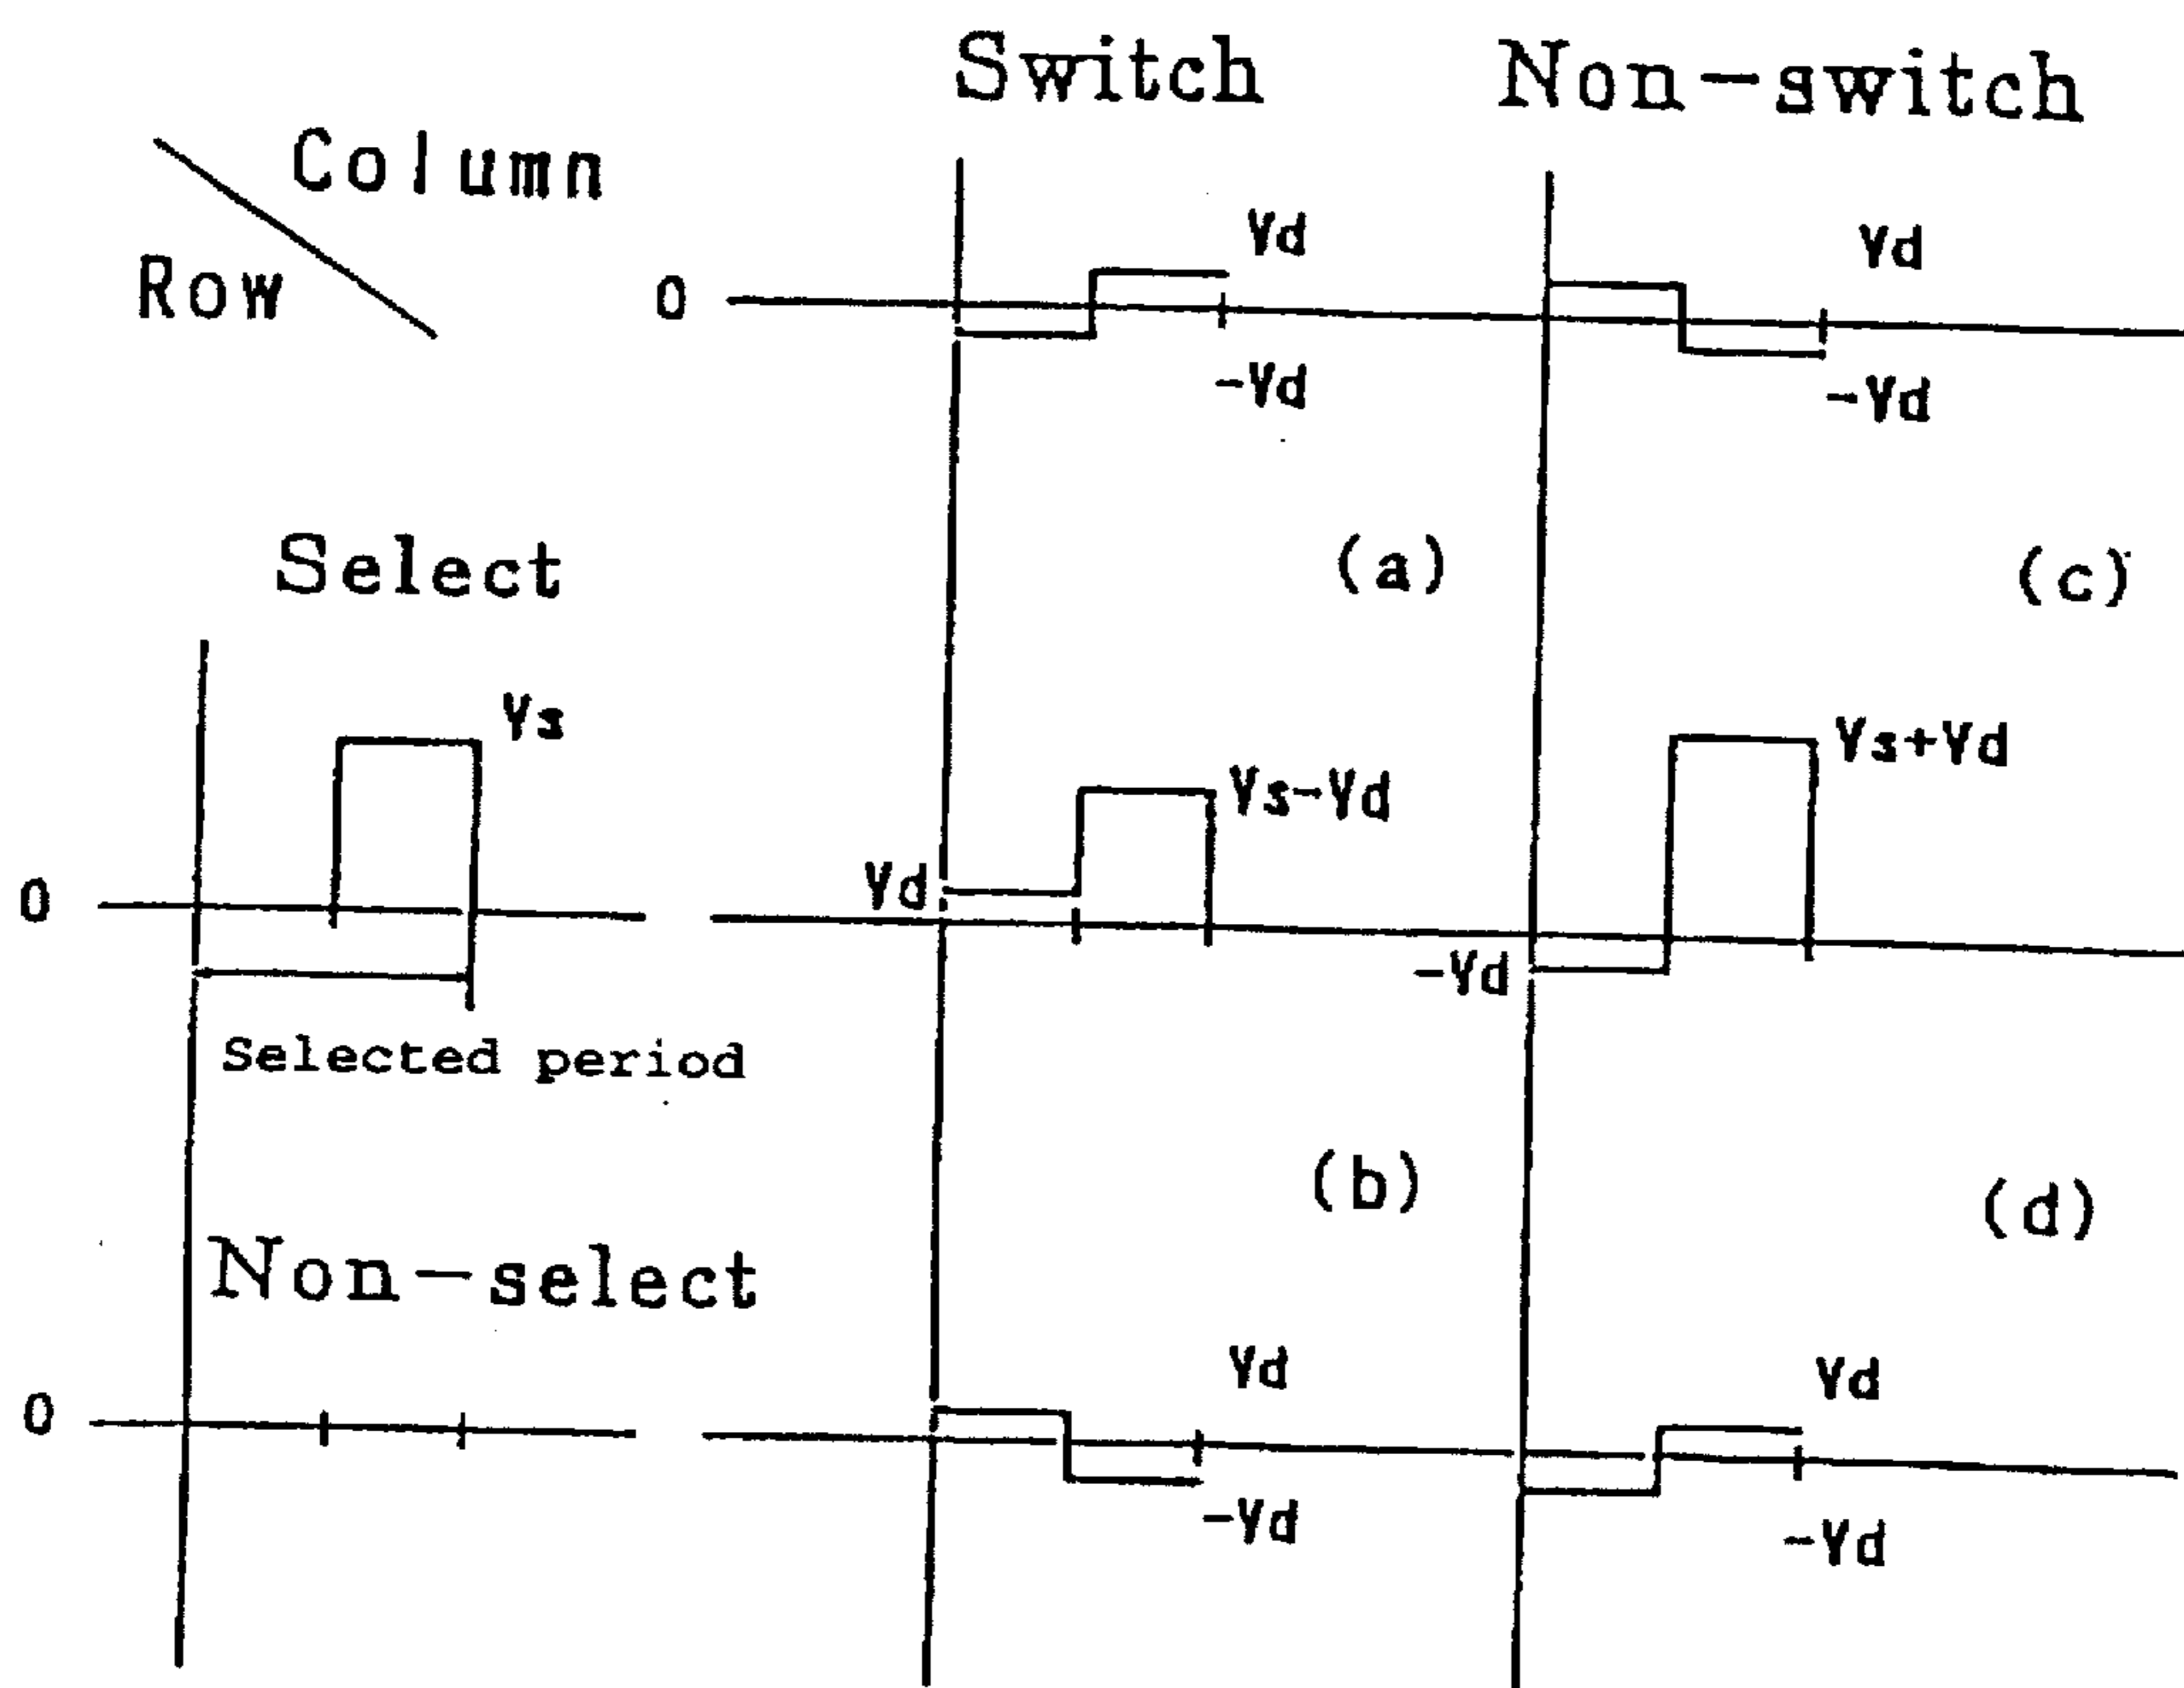 Switch
Non-switch
Column
Row
0
Vd
-Vd
Vd
-Vd
Select
(a)
(c)
Vs
Vs-Vd
Vs+Vd
0
Vd
-Vd
Selected period
(b)
(d)
Non-select
0
Vd
-Vd
Vd
-Vd